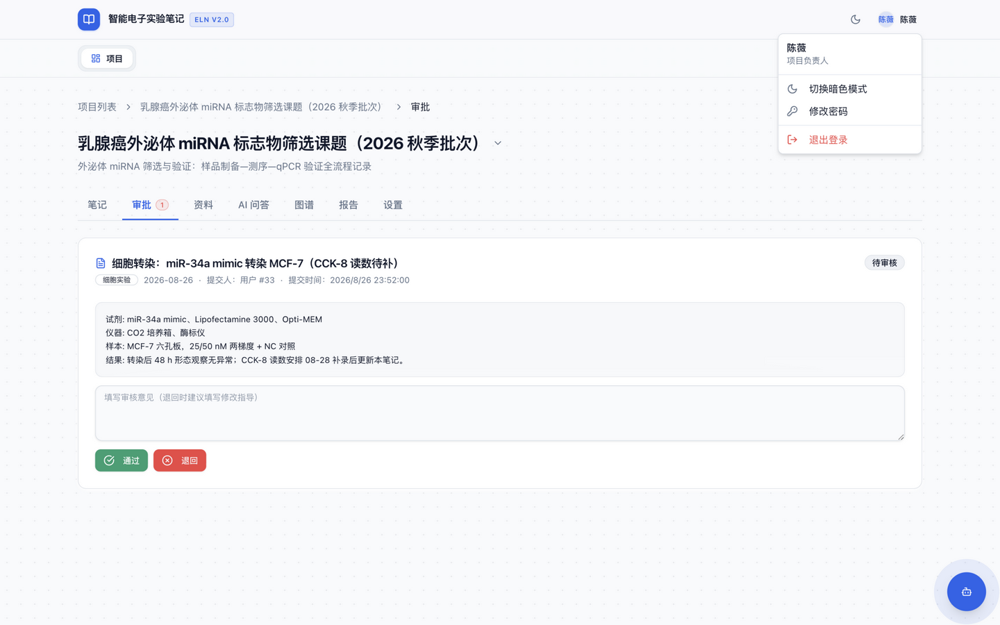 智能电子实验笔记 ELN V2.0
陈薇 陈薇
项目
陈薇
项目负责人
切换暗色模式
修改密码
退出登录
项目列表 > 乳腺癌外泌体 miRNA 标志物筛选课题（2026 秋季批次） > 审批
乳腺癌外泌体 miRNA 标志物筛选课题（2026 秋季批次）
外泌体 miRNA 筛选与验证：样品制备—测序—qPCR 验证全流程记录
笔记 审批 1 资料 AI 问答 图谱 报告 设置
细胞转染：miR-34a mimic 转染 MCF-7（CCK-8 读数待补） 待审核
细胞实验 2026-08-26 · 提交人：用户 #33 · 提交时间：2026/8/26 23:52:00
试剂: miR-34a mimic、Lipofectamine 3000、Opti-MEM
仪器: CO2 培养箱、酶标仪
样本: MCF-7 六孔板，25/50 nM 两梯度 + NC 对照
结果: 转染后 48 h 形态观察无异常；CCK-8 读数安排 08-28 补录后更新本笔记。
填写审核意见（退回时建议填写修改指导）
通过 退回